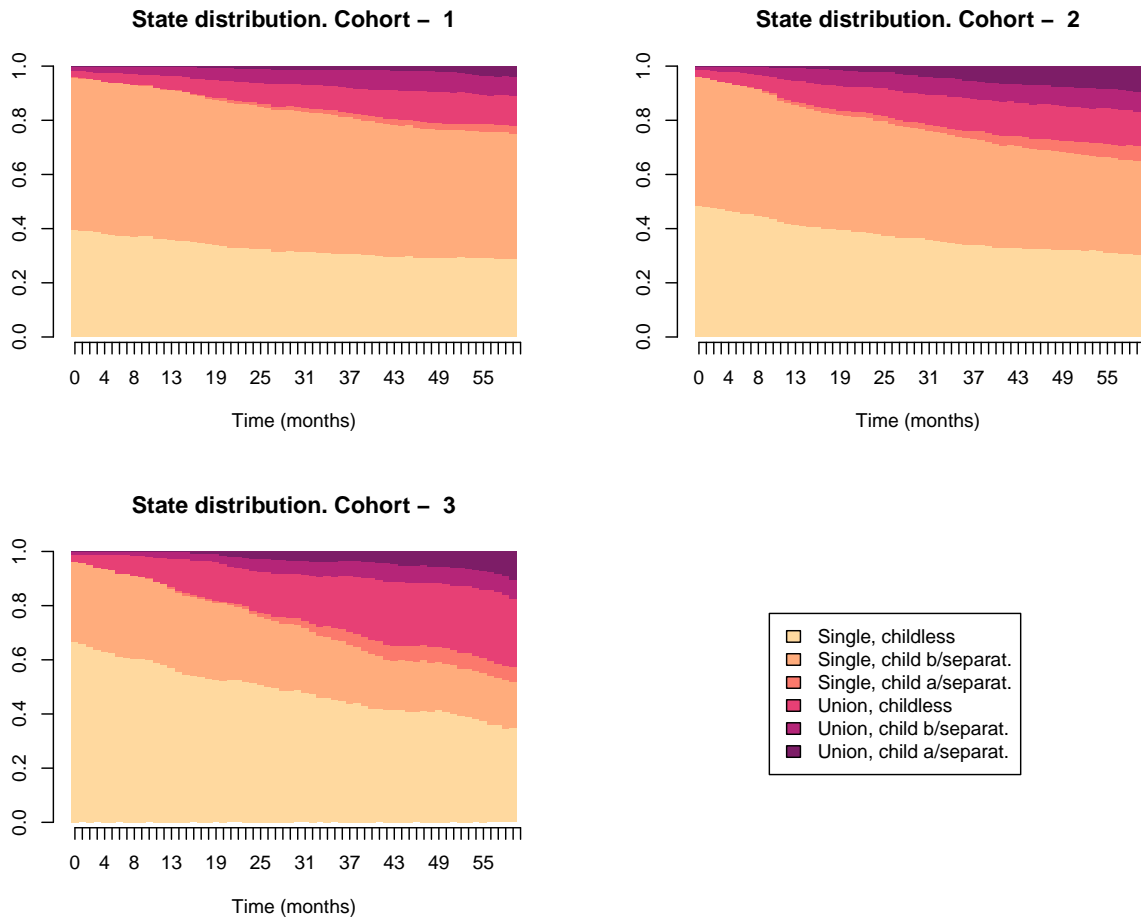 State distribution. Cohort – 1
1.0
0.8
0.6
0.4
0.2
0.0
0 4 8 13 19 25 31 37 43 49 55
Time (months)
State distribution. Cohort – 2
1.0
0.8
0.6
0.4
0.2
0.0
0 4 8 13 19 25 31 37 43 49 55
Time (months)
State distribution. Cohort – 3
1.0
0.8
0.6
0.4
0.2
0.0
0 4 8 13 19 25 31 37 43 49 55
Time (months)
Single, childless
Single, child b/separat.
Single, child a/separat.
Union, childless
Union, child b/separat.
Union, child a/separat.